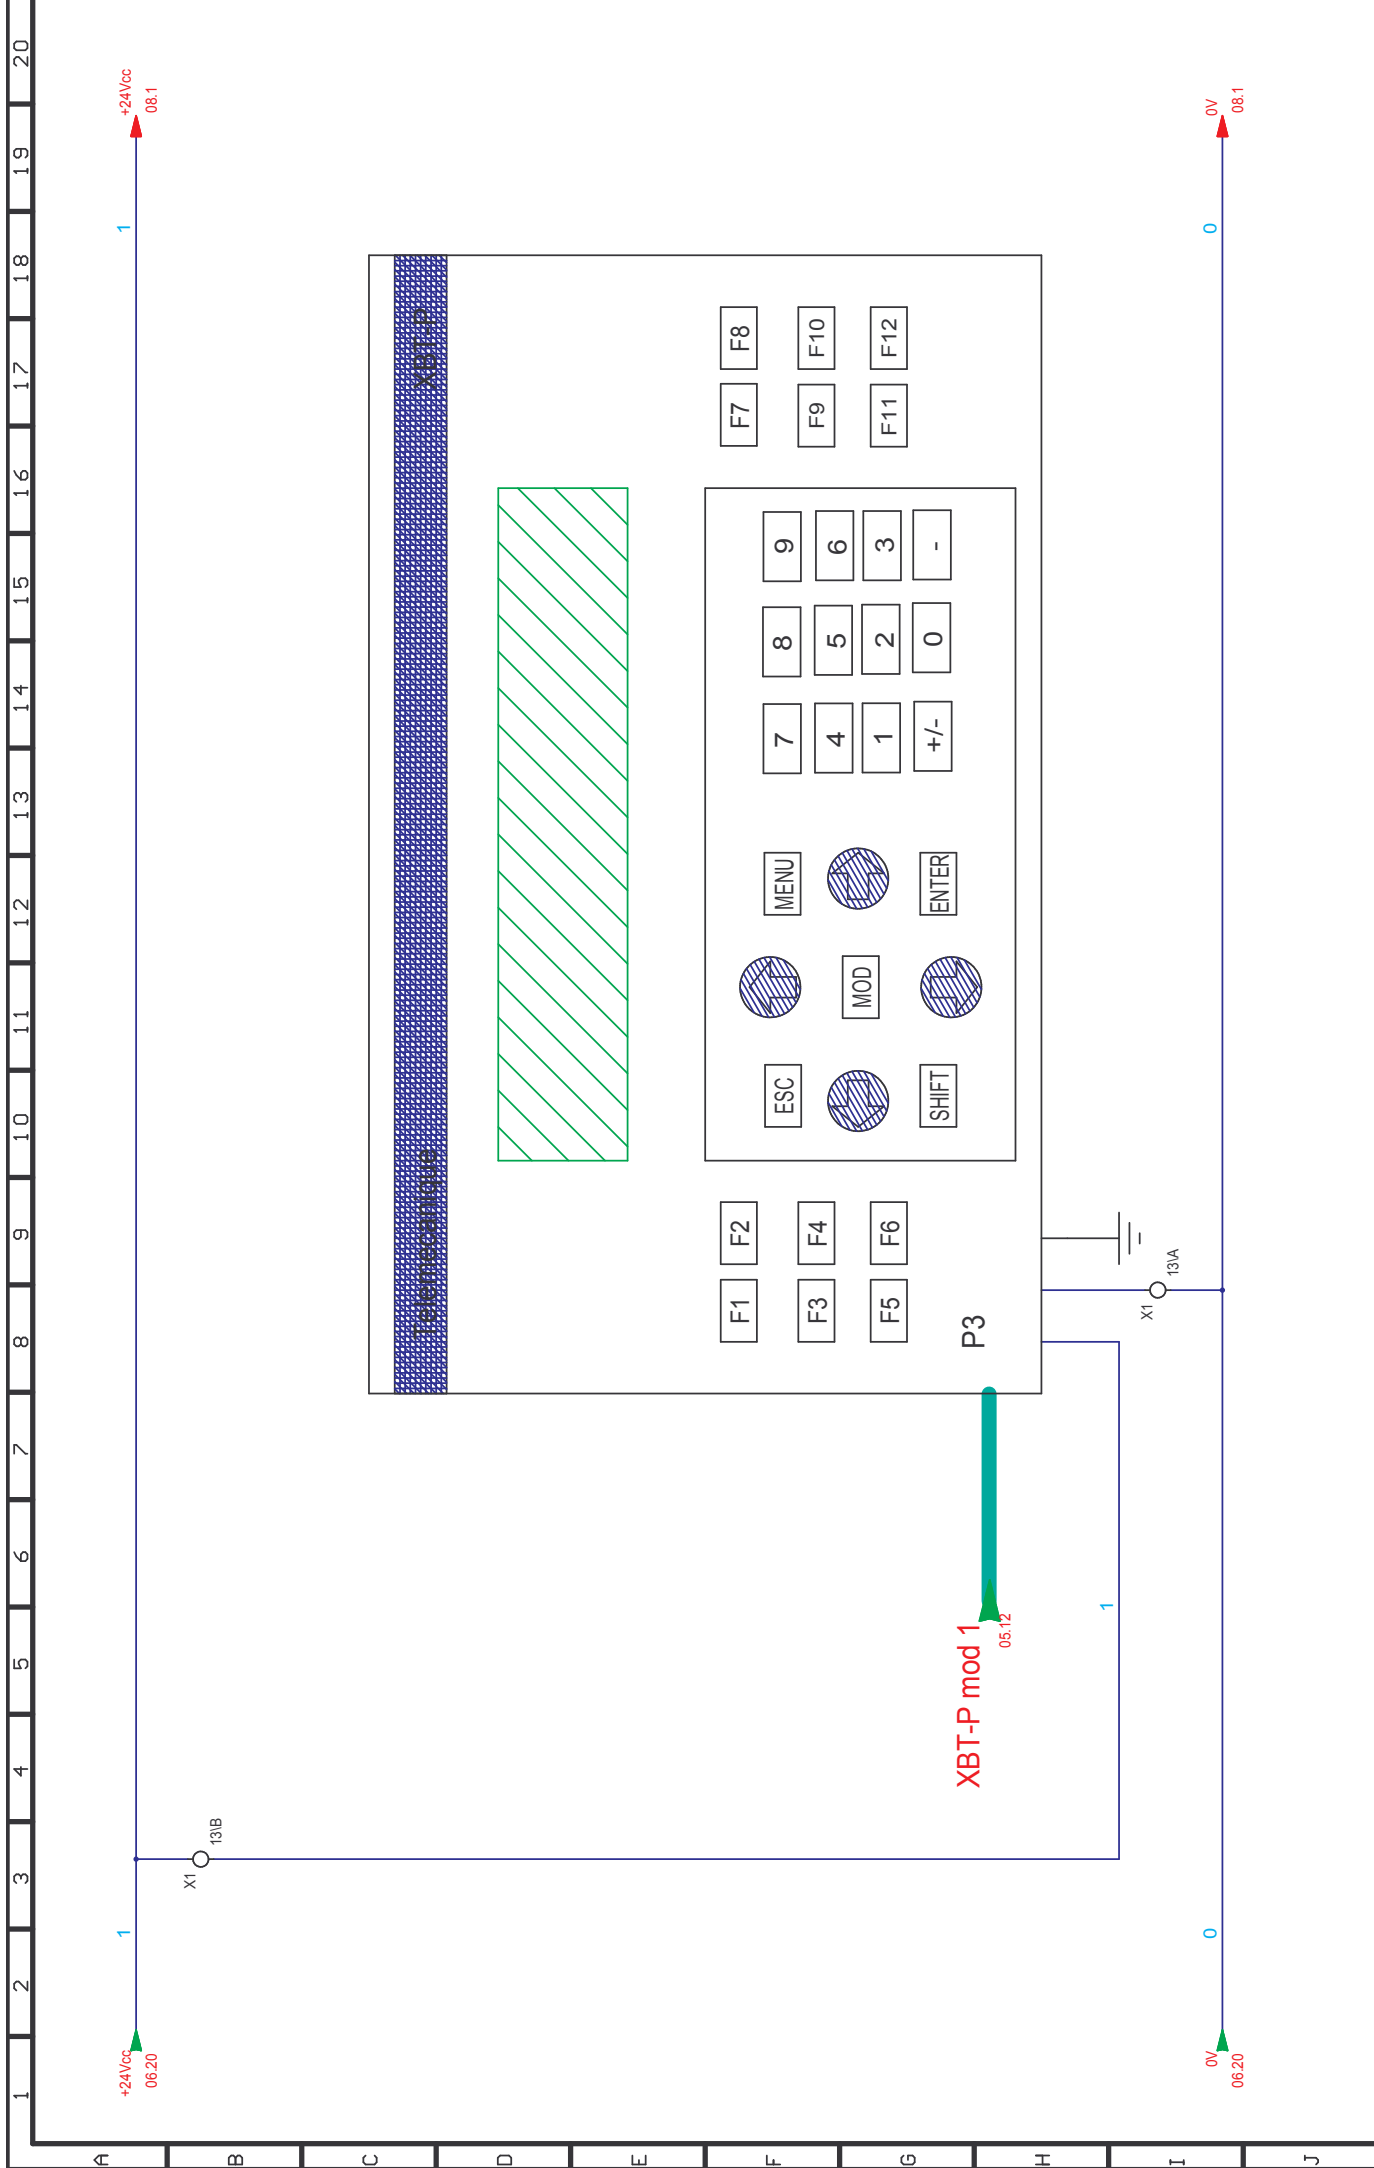 1 2 3 4 5 6 7 8 9 10 11 12 13 14 15 16 17 18 19 20
A
B
C
D
E
F
G
H
I
J
+24Vcc
06.20
1
1
+24Vcc
08.1
X1
13\B
Telemecanique
XBT-P
F1
F2
F7
F8
F3
F4
F9
F10
F5
F6
F11
F12
ESC
MENU
MOD
SHIFT
ENTER
7
8
9
4
5
6
1
2
3
+/-
0
-
P3
XBT-P mod 1
05.12
1
X1
13\A
0V
06.20
0
0
0V
08.1